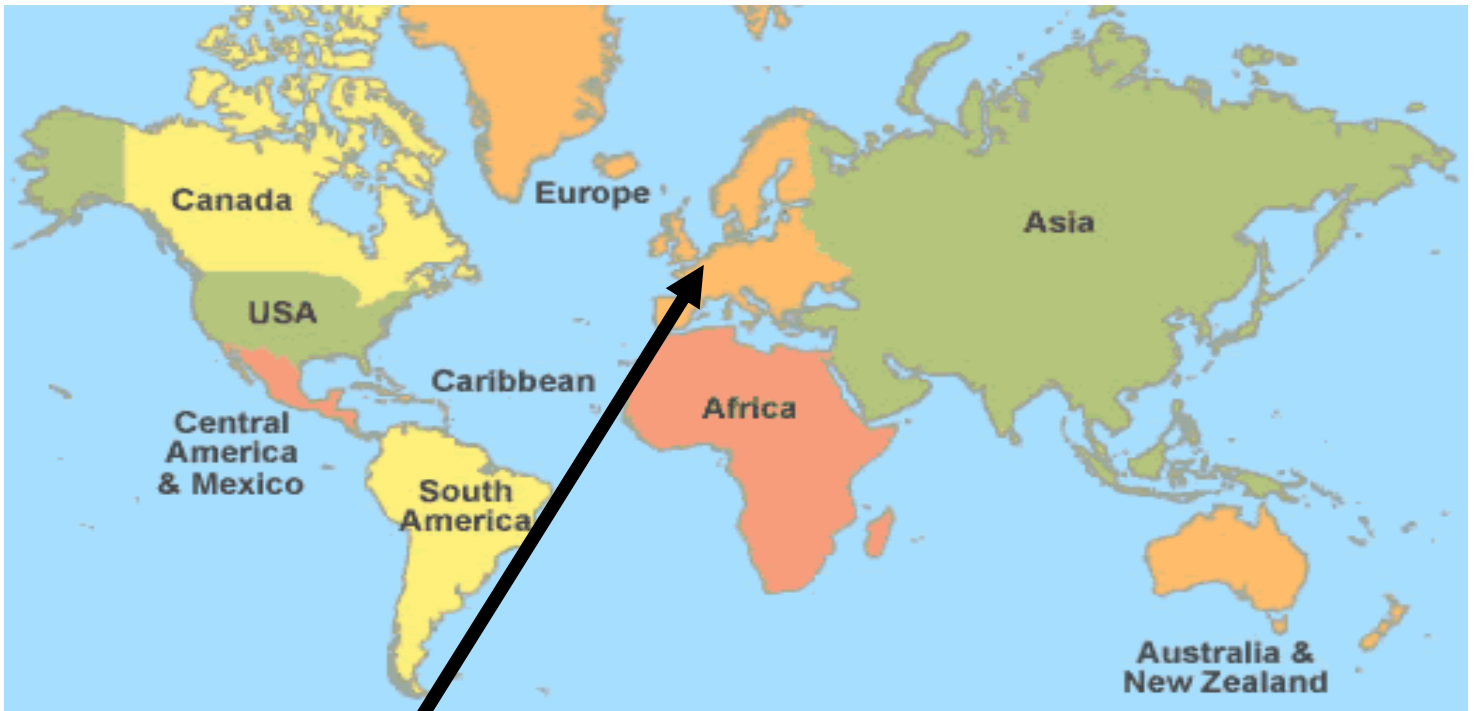 Canada
Europe
Asia
USA
Caribbean
Africa
Central
America
& Mexico
South
America
Australia &
New Zealand